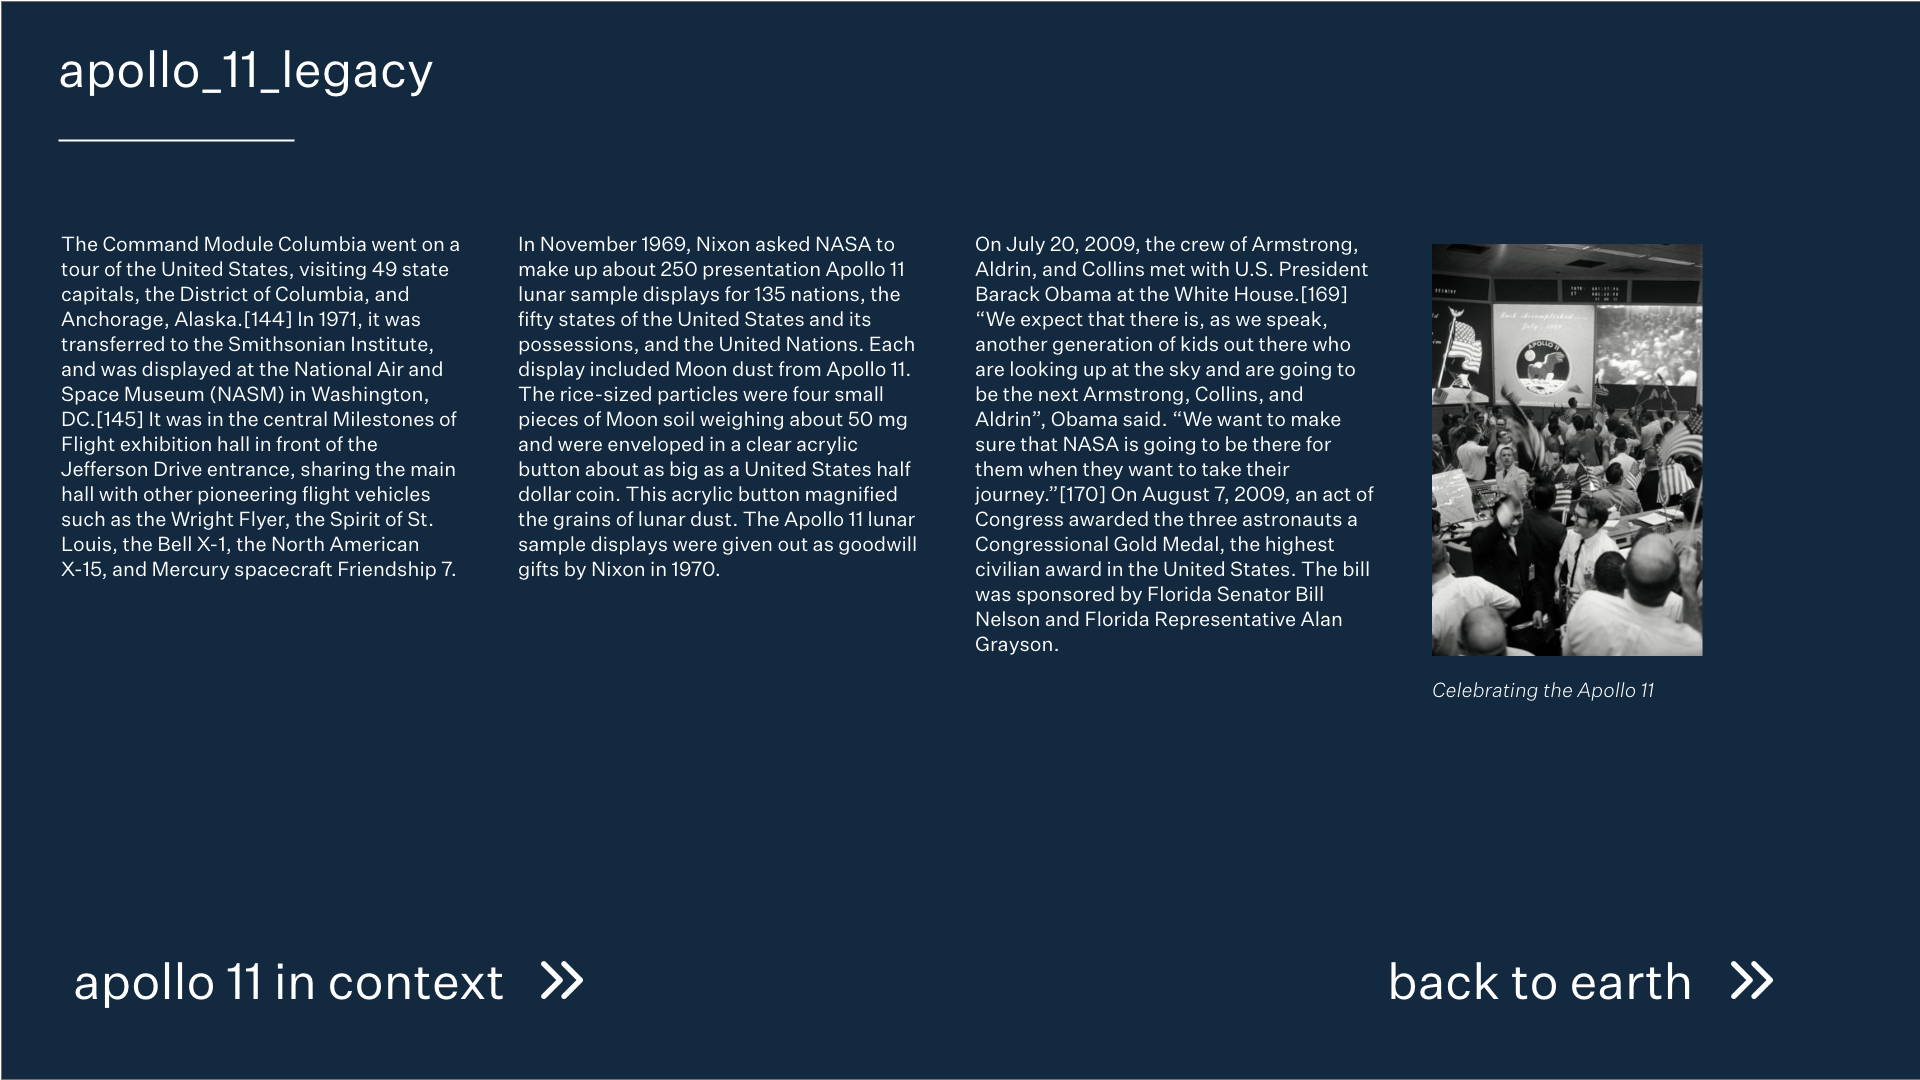 apollo_11_legacy
The Command Module Columbia went on a
tour of the United States, visiting 49 state
capitals, the District of Columbia, and
Anchorage, Alaska.[144] In 1971, it was
transferred to the Smithsonian Institute,
and was displayed at the National Air and
Space Museum (NASM) in Washington,
DC.[145] It was in the central Milestones of
Flight exhibition hall in front of the
Jefferson Drive entrance, sharing the main
hall with other pioneering flight vehicles
such as the Wright Flyer, the Spirit of St.
Louis, the Bell X-1, the North American
X-15, and Mercury spacecraft Friendship 7.
In November 1969, Nixon asked NASA to
make up about 250 presentation Apollo 11
lunar sample displays for 135 nations, the
fifty states of the United States and its
possessions, and the United Nations. Each
display included Moon dust from Apollo 11.
The rice-sized particles were four small
pieces of Moon soil weighing about 50 mg
and were enveloped in a clear acrylic
button about as big as a United States half
dollar coin. This acrylic button magnified
the grains of lunar dust. The Apollo 11 lunar
sample displays were given out as goodwill
gifts by Nixon in 1970.
On July 20, 2009, the crew of Armstrong,
Aldrin, and Collins met with U.S. President
Barack Obama at the White House.[169]
“We expect that there is, as we speak,
another generation of kids out there who
are looking up at the sky and are going to
be the next Armstrong, Collins, and
Aldrin”, Obama said. “We want to make
sure that NASA is going to be there for
them when they want to take their
journey.”[170] On August 7, 2009, an act of
Congress awarded the three astronauts a
Congressional Gold Medal, the highest
civilian award in the United States. The bill
was sponsored by Florida Senator Bill
Nelson and Florida Representative Alan
Grayson.
APOLLO 11
Celebrating the Apollo 11
apollo 11 in context
back to earth